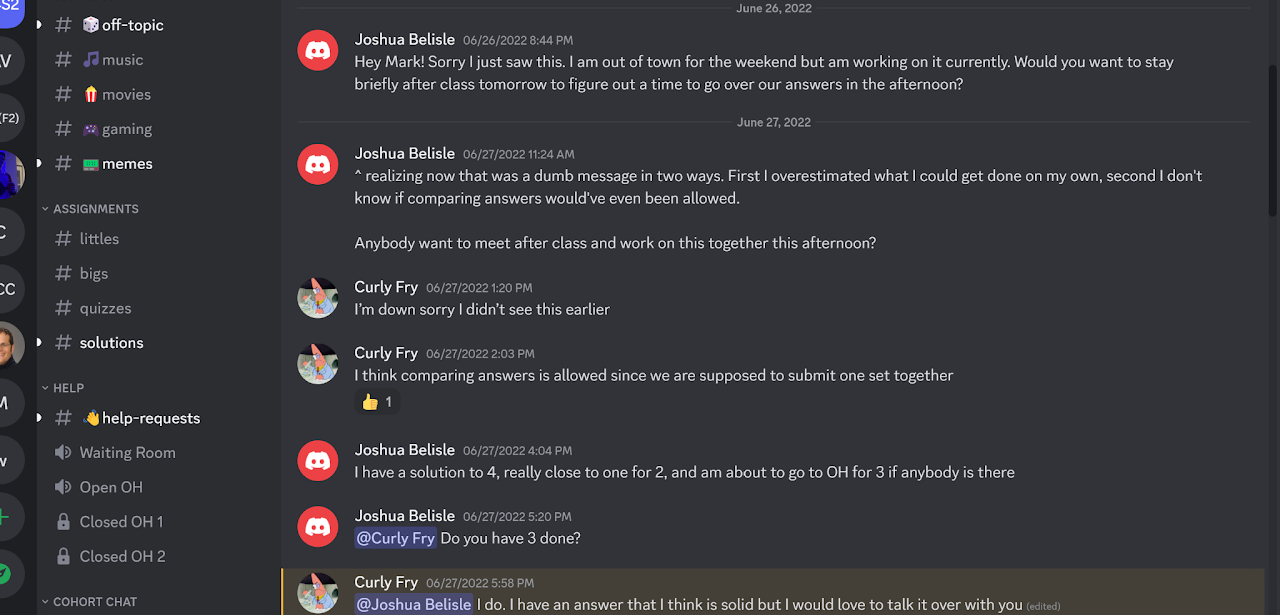 S2
V
(F2)
C
CC
M
w
off-topic
music
movies
gaming
memes
ASSIGNMENTS
littles
bigs
quizzes
solutions
HELP
help-requests
Waiting Room
Open OH
Closed OH 1
Closed OH 2
COHORT CHAT
June 26, 2022
Joshua Belisle 06/26/2022 8:44 PM
Hey Mark! Sorry I just saw this. I am out of town for the weekend but am working on it currently. Would you want to stay
briefly after class tomorrow to figure out a time to go over our answers in the afternoon?
June 27, 2022
Joshua Belisle 06/27/2022 11:24 AM
^ realizing now that was a dumb message in two ways. First I overestimated what I could get done on my own, second I don't
know if comparing answers would've even been allowed.
Anybody want to meet after class and work on this together this afternoon?
Curly Fry 06/27/2022 1:20 PM
I'm down sorry I didn't see this earlier
Curly Fry 06/27/2022 2:03 PM
I think comparing answers is allowed since we are supposed to submit one set together
1
Joshua Belisle 06/27/2022 4:04 PM
I have a solution to 4, really close to one for 2, and am about to go to OH for 3 if anybody is there
Joshua Belisle 06/27/2022 5:20 PM
@Curly Fry Do you have 3 done?
Curly Fry 06/27/2022 5:58 PM
@Joshua Belisle I do. I have an answer that I think is solid but I would love to talk it over with you (edited)